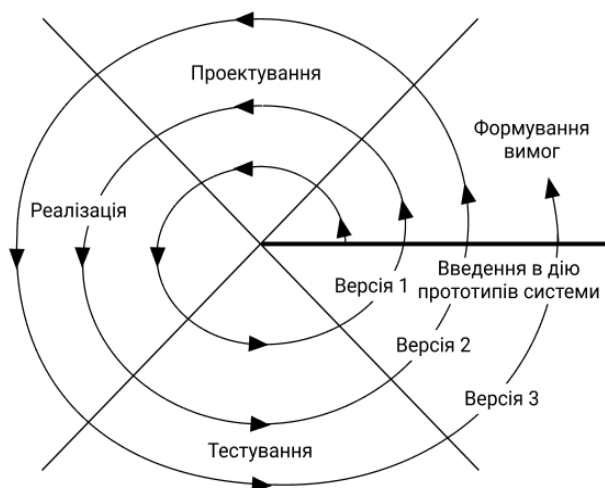 Проектування
Формування
вимог
Реалізація
Введення в дію
прототипів системи
Версія 1
Версія 2
Версія 3
Тестування